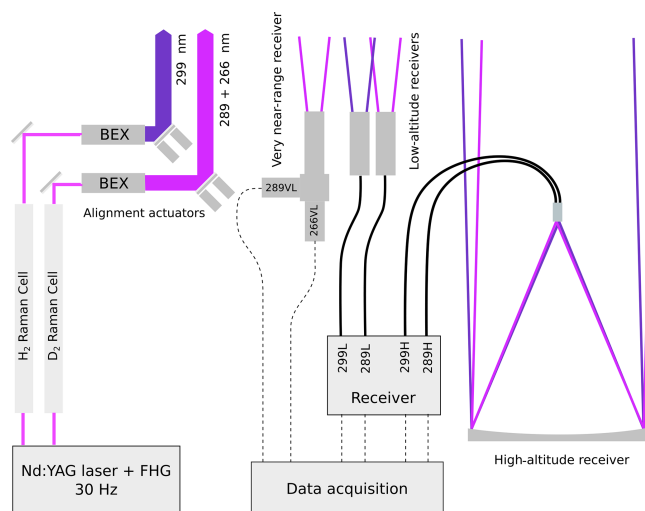 299 nm
289 + 266 nm
Very near-range receiver
Low-altitude receivers
BEX
BEX
Alignment actuators
289VL
266VL
H₂ Raman Cell
D₂ Raman Cell
299L
289L
299H
289H
Receiver
High-altitude receiver
Nd:YAG laser + FHG
30 Hz
Data acquisition